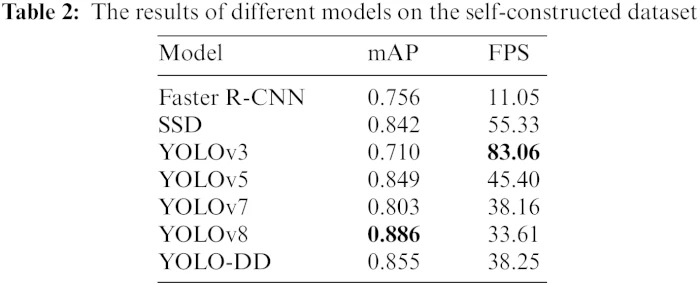 Table 2: The results of different models on the self-constructed dataset
Model mAP FPS
Faster R-CNN 0.756 11.05
SSD 0.842 55.33
YOLOv3 0.710 83.06
YOLOv5 0.849 45.40
YOLOv7 0.803 38.16
YOLOv8 0.886 33.61
YOLO-DD 0.855 38.25